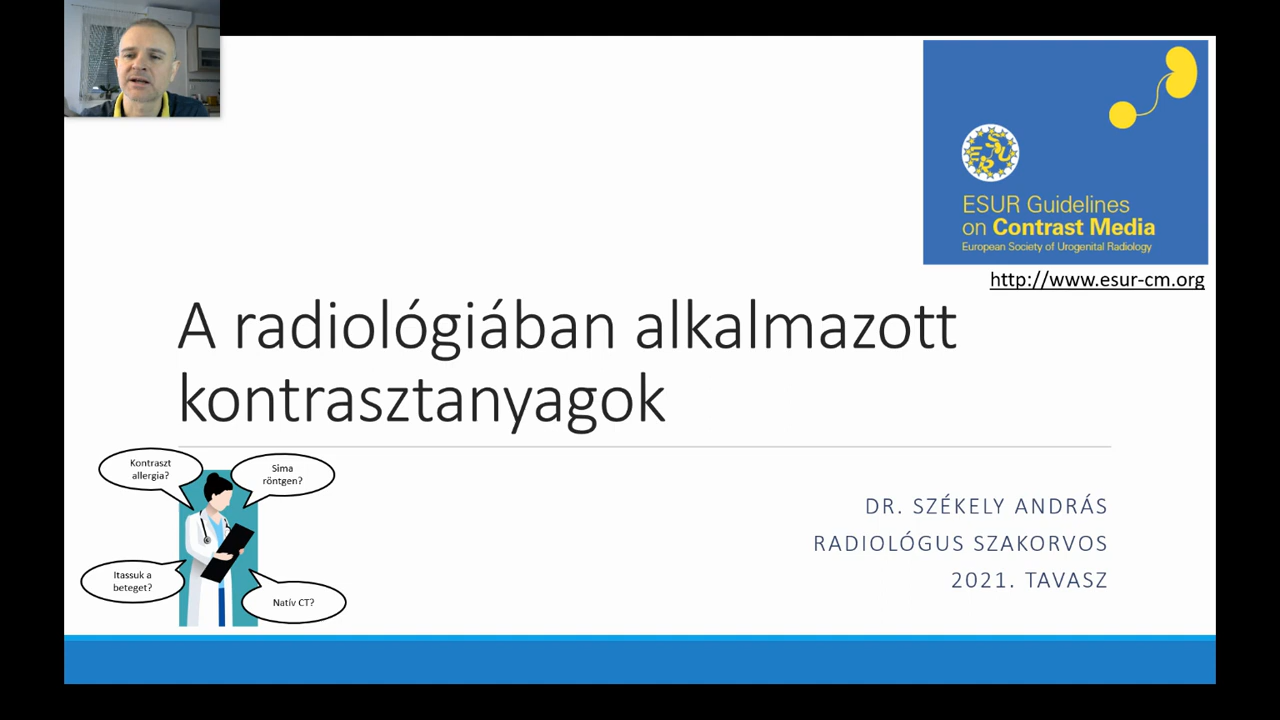 ESUR
ESUR Guidelines
on Contrast Media
European Society of Urogenital Radiology
http://www.esur-cm.org
A radiológiában alkalmazott
kontrasztanyagok
Kontraszt
allergia?
Sima
röntgen?
Itassuk a
beteget?
Natív CT?
DR. SZÉKELY ANDRÁS
RADIOLÓGUS SZAKORVOS
2021. TAVASZ